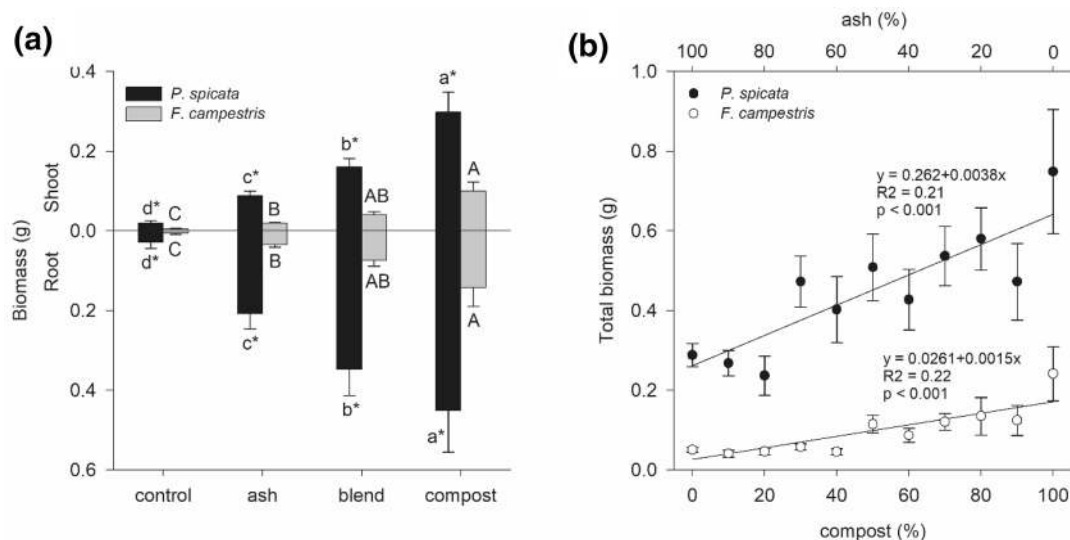 (a)
0.4
0.2
0.0
0.2
0.4
0.6
Biomass (g)
Root Shoot
P. spicata
F. campestris
d* C
d* C
c* B
c* B
b* AB
b* AB
a* A
a* A
control ash blend compost
(b)
ash (%)
100 80 60 40 20 0
1.0
0.8
0.6
0.4
0.2
0.0
Total biomass (g)
P. spicata
F. campestris
y = 0.262+0.0038x
R2 = 0.21
p < 0.001
y = 0.0261+0.0015x
R2 = 0.22
p < 0.001
0 20 40 60 80 100
compost (%)